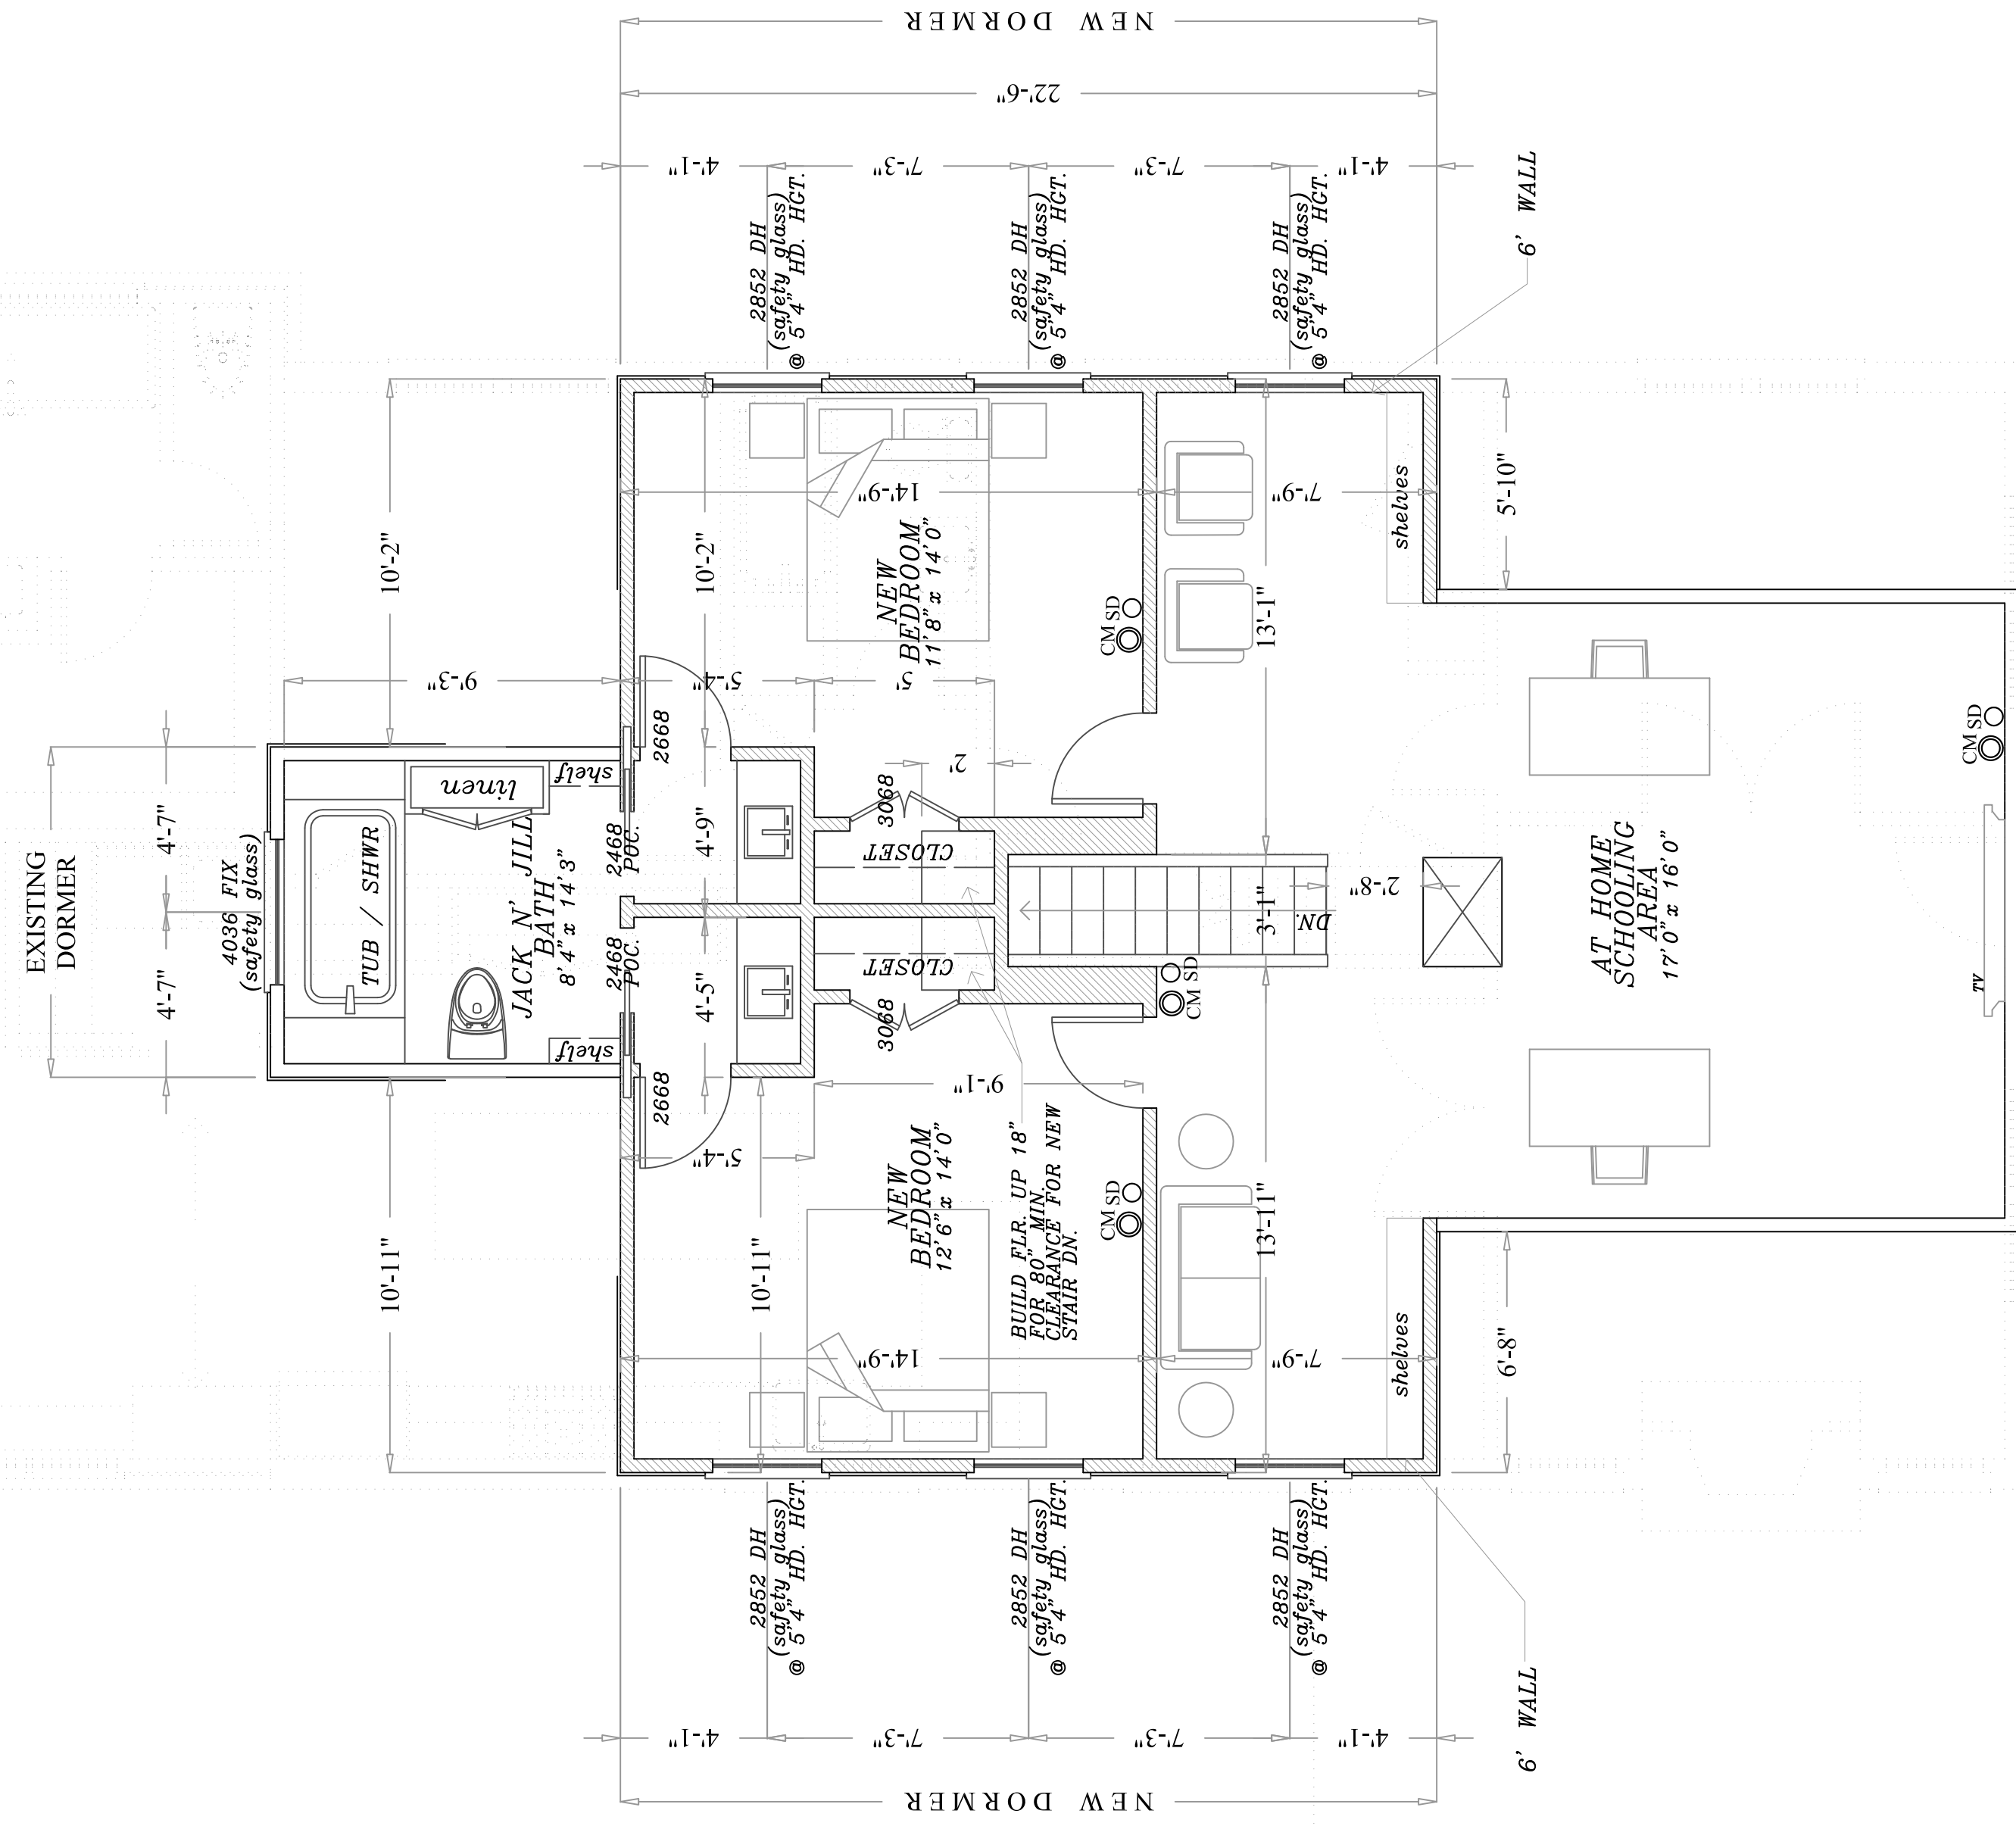 NEW DORMER
22'-6"
4'-1"
7'-3"
7'-3"
4'-1"
2852 DH
(safety glass)
@ 5'4" HD. HGT.
2852 DH
(safety glass)
@ 5'4" HD. HGT.
2852 DH
(safety glass)
@ 5'4" HD. HGT.
6' WALL
10'-2"
10'-2"
14'-9"
7'-9"
shelves
5'-10"
NEW
BEDROOM
11'8"x 14'0"
CM SD
13'-1"
9'-3"
5'-4"
5'
2668
2'
3068
CLOSET
EXISTING
DORMER
4'-7"
4'-7"
4036 FIX
(safety glass)
TUB / SHWR
linen
shelf
JACK N' JILL
BATH
8'4"x 14'3"
shelf
2468
POC.
2468
POC.
4'-9"
4'-5"
2668
CLOSET
3068
3'-1"
DN.
2'-8"
CM SD
AT HOME
SCHOOLING
AREA
17'0"x 16'0"
CM SD
TV
9'-1"
5'-4"
10'-11"
10'-11"
NEW
BEDROOM
12'6"x 14'0"
BUILD FLR. UP 18"
FOR 80" MIN.
CLEARANCE FOR NEW
STAIR DN.
CM SD
13'-11"
14'-9"
7'-9"
shelves
6'-8"
2852 DH
(safety glass)
@ 5'4" HD. HGT.
2852 DH
(safety glass)
@ 5'4" HD. HGT.
2852 DH
(safety glass)
@ 5'4" HD. HGT.
6' WALL
4'-1"
7'-3"
7'-3"
4'-1"
NEW DORMER